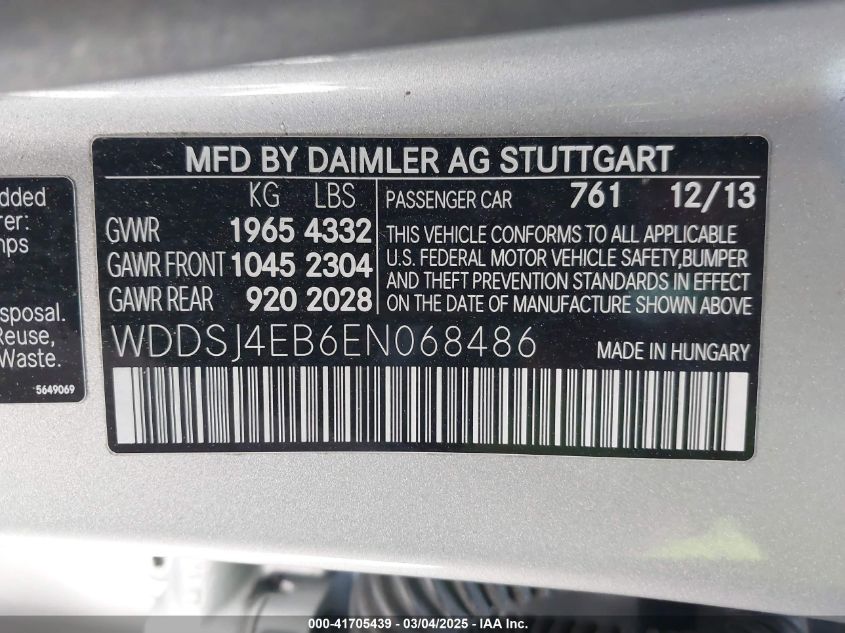 dded
rer:
mps
isposal.
Reuse,
Waste.
5649069
MFD BY DAIMLER AG STUTTGART
KG LBS
GVWR 1965 4332
GAWR FRONT 1045 2304
GAWR REAR 920 2028
PASSENGER CAR 761 12/13
THIS VEHICLE CONFORMS TO ALL APPLICABLE
U.S. FEDERAL MOTOR VEHICLE SAFETY,BUMPER
AND THEFT PREVENTION STANDARDS IN EFFECT
ON THE DATE OF MANUFACTURE SHOWN ABOVE
WDDSJ4EB6EN068486 MADE IN HUNGARY
000-41705439 — 03/04/2025 — IAA Inc.